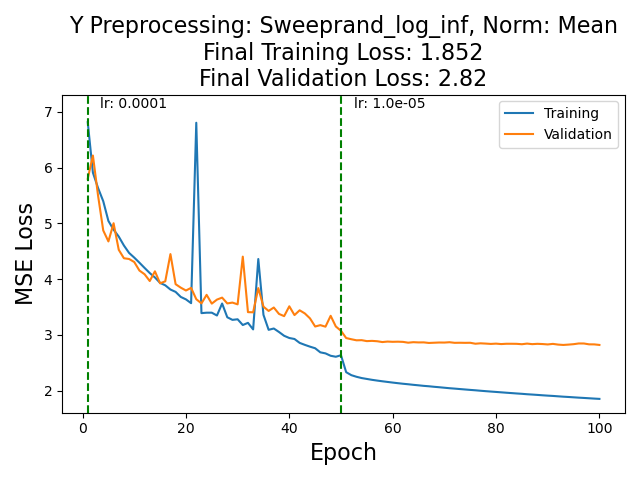 Y Preprocessing: Sweeprand_log_inf, Norm: Mean
Final Training Loss: 1.852
Final Validation Loss: 2.82
lr: 0.0001
lr: 1.0e-05
Training
Validation
7
6
5
4
3
2
MSE Loss
0
20
40
60
80
100
Epoch